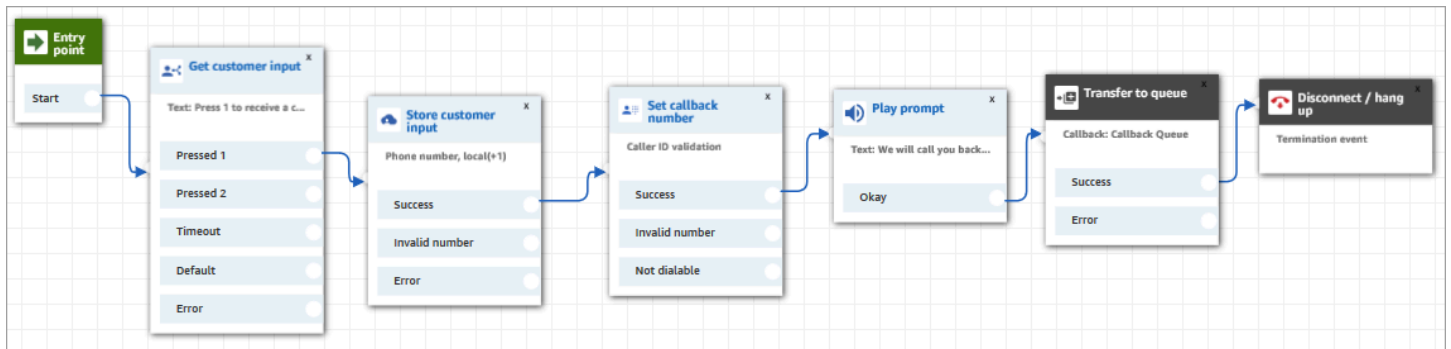 Entry
point
Start
x
Get customer input
Text: Press 1 to receive a c...
Pressed 1
Pressed 2
Timeout
Default
Error
x
Store customer
input
Phone number, local(+1)
Success
Invalid number
Error
x
Set callback
number
Caller ID validation
Success
Invalid number
Not dialable
x
Play prompt
Text: We will call you back...
Okay
x
Transfer to queue
Callback: Callback Queue
Success
Error
x
Disconnect / hang
up
Termination event